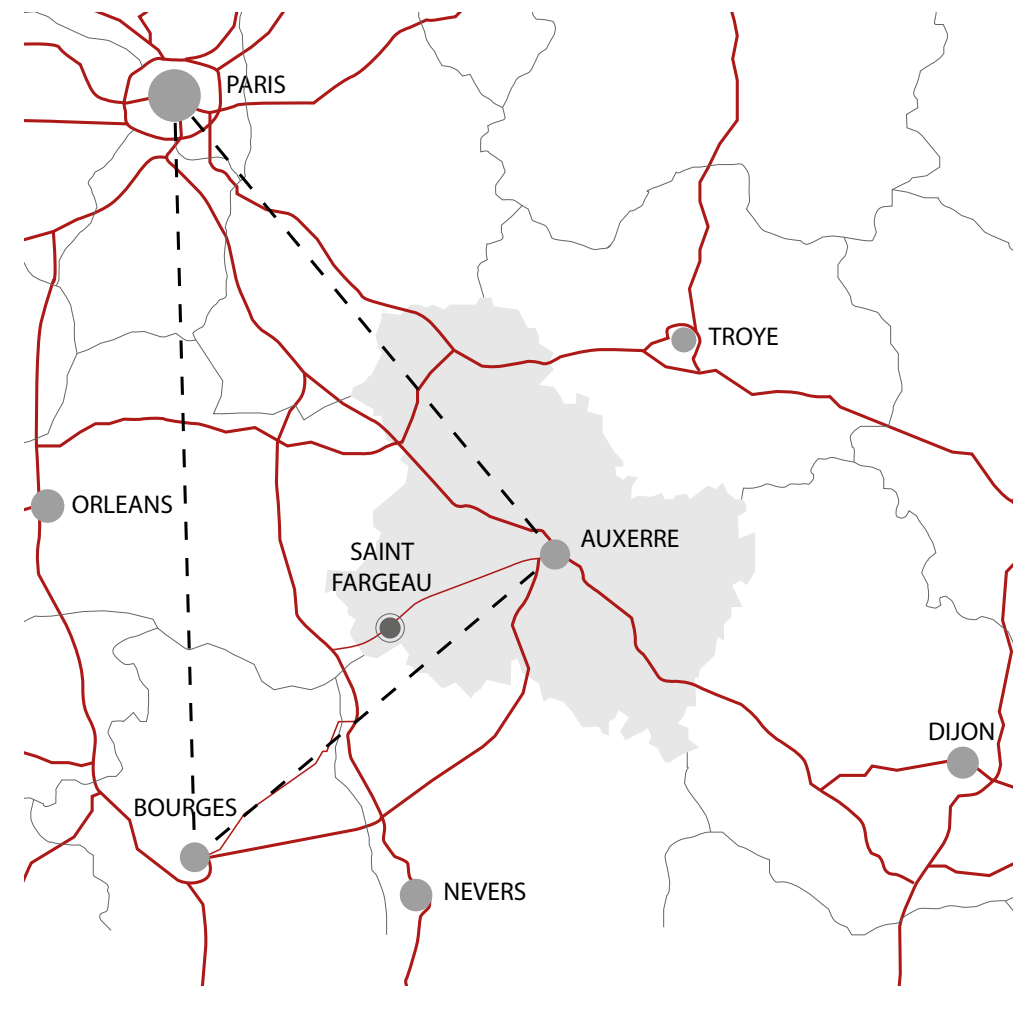 PARIS
TROYE
ORLEANS
AUXERRE
SAINT
FARGEAU
DIJON
BOURGES
NEVERS